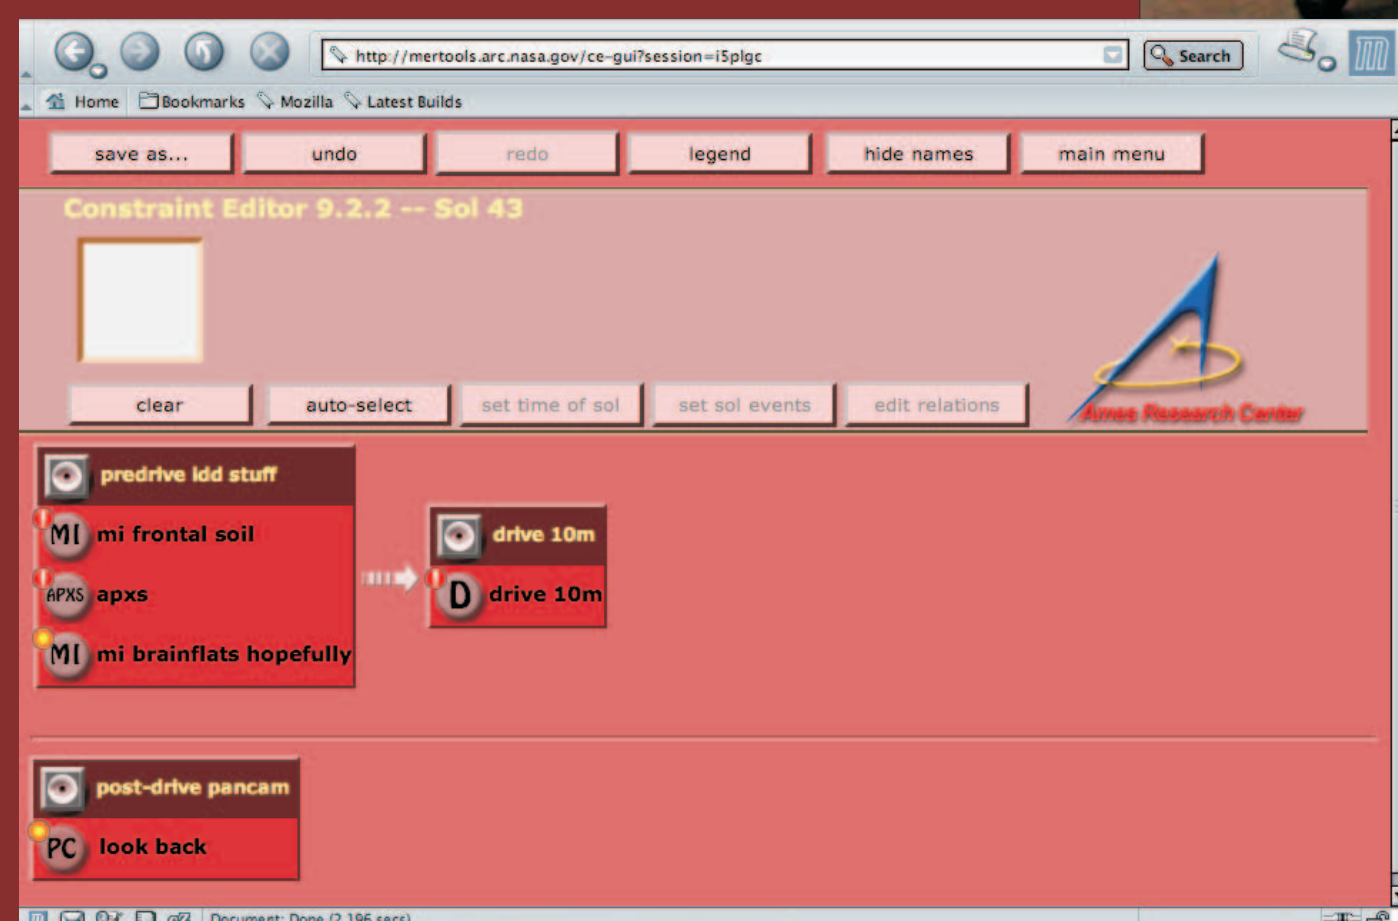 http://mertools.arc.nasa.gov/ce-gui?session=i5plgc
Search
Home Bookmarks Mozilla Latest Builds
save as... undo redo legend hide names main menu
Constraint Editor 9.2.2 -- Sol 43
clear auto-select set time of sol set sol events edit relations
Ames Research Center
predrive idd stuff
MI mi frontal soil
APXS apxs
MI mi brainflats hopefully
drive 10m
D drive 10m
post-drive pancam
PC look back
Document: Done (2.196 secs)